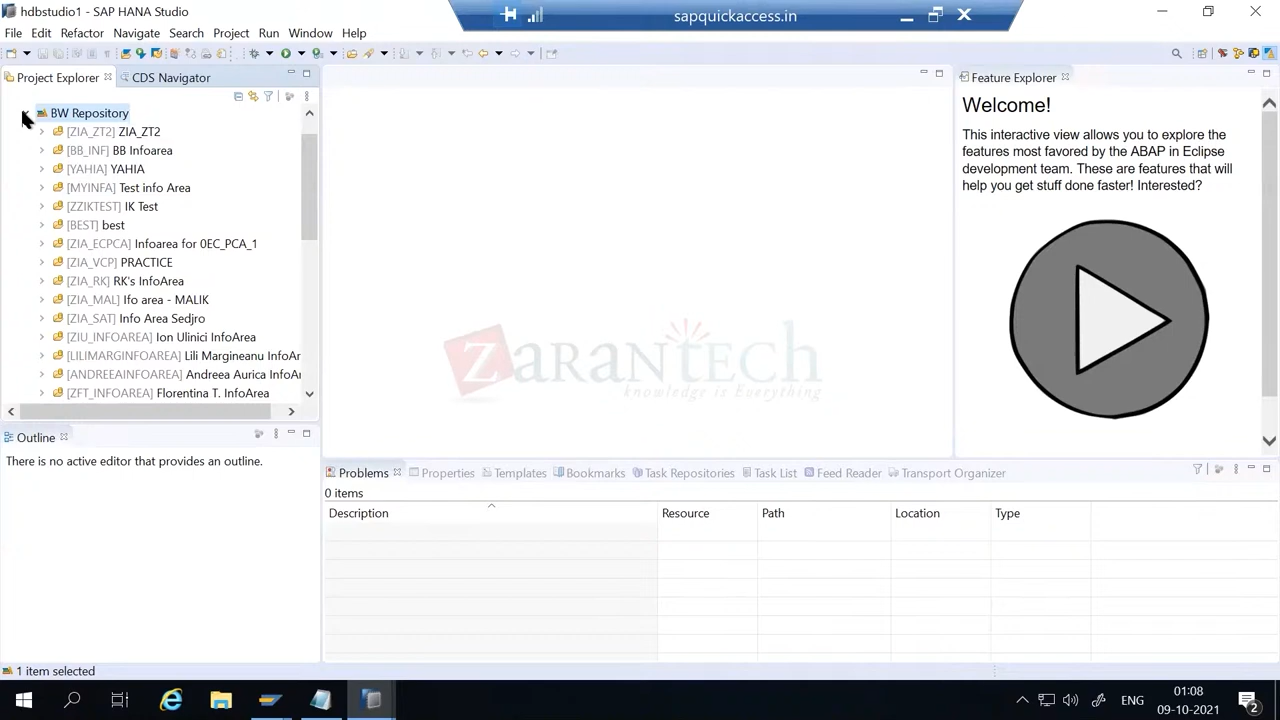 hdbstudio1 - SAP HANA Studio
sapquickaccess.in
File Edit Refactor Navigate Search Project Run Window Help
Project Explorer
CDS Navigator
BW Repository
[ZIA_ZT2] ZIA_ZT2
[BB_INF] BB Infoarea
[YAHIA] YAHIA
[MYINFA] Test info Area
[ZZIKTEST] IK Test
[BEST] best
[ZIA_ECPCA] Infoarea for 0EC_PCA_1
[ZIA_VCP] PRACTICE
[ZIA_RK] RK's InfoArea
[ZIA_MAL] Ifo area - MALIK
[ZIA_SAT] Info Area Sedjro
[ZIU_INFOAREA] Ion Ulinici InfoArea
[LILIMARGINFOAREA] Lili Margineanu InfoAr
[ANDREEAINFOAREA] Andreea Aurica InfoAr
[ZFT_INFOAREA] Florentina T. InfoArea
Outline
There is no active editor that provides an outline.
ZaranTech
knowledge is Everything
Feature Explorer
Welcome!
This interactive view allows you to explore the
features most favored by the ABAP in Eclipse
development team. These are features that will
help you get stuff done faster! Interested?
Problems Properties Templates Bookmarks Task Repositories Task List Feed Reader Transport Organizer
0 items
Description Resource Path Location Type
1 item selected
ENG
01:08
09-10-2021
2